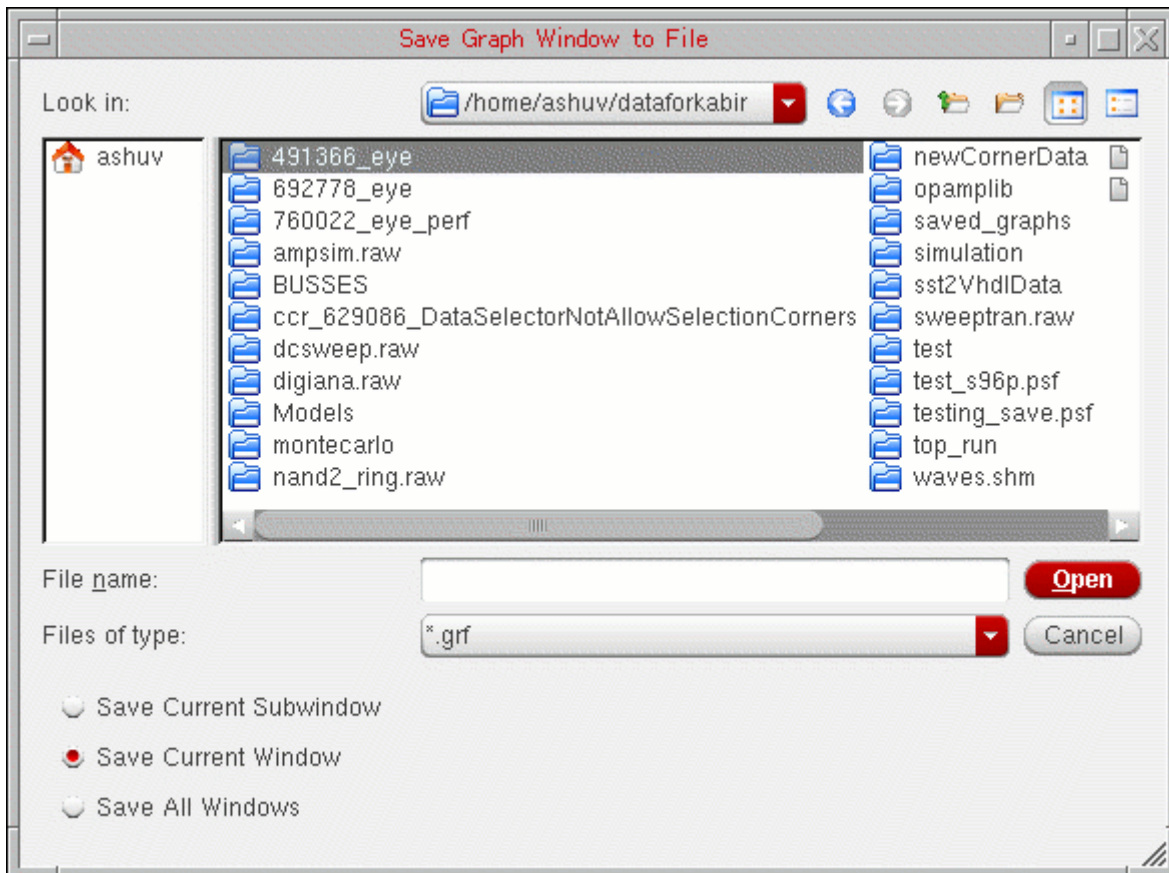 Save Graph Window to File
Look in:
/home/ashuv/dataforkabir
ashuv
491366_eye
692778_eye
760022_eye_perf
ampsim.raw
BUSSES
ccr_629086_DataSelectorNotAllowSelectionCorners
dcsweep.raw
digiana.raw
Models
montecarlo
nand2_ring.raw
newCornerData
opamplib
saved_graphs
simulation
sst2VhdlData
sweeptran.raw
test
test_s96p.psf
testing_save.psf
top_run
waves.shm
File name:
Open
Files of type:
*.grf
Cancel
Save Current Subwindow
Save Current Window
Save All Windows